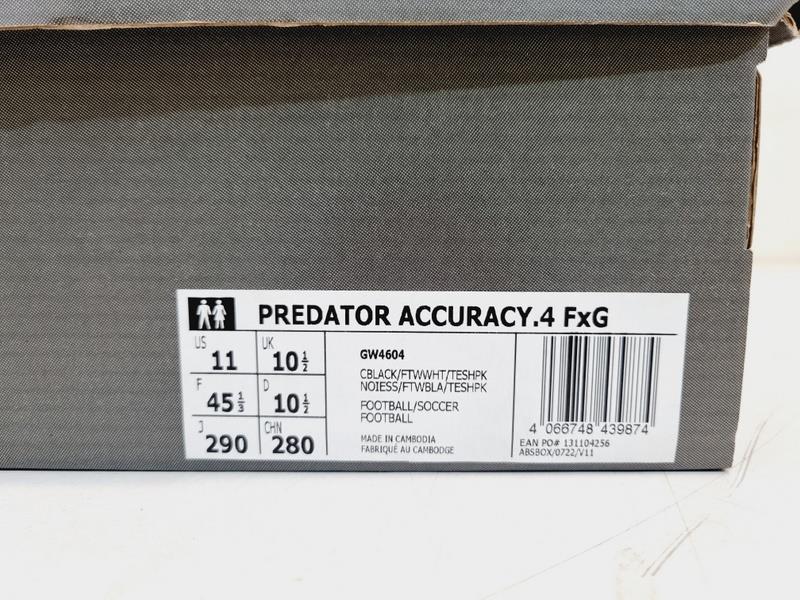 PREDATOR ACCURACY.4 FxG
US 11 UK 10½
F 45⅓ D 10½
J 290 CHN 280
GW4604
CBLACK/FTWWHT/TESHPK
NOIESS/FTWBLA/TESHPK
FOOTBALL/SOCCER
FOOTBALL
MADE IN CAMBODIA
FABRIQUÉ AU CAMBODGE
4 066748 439874
EAN PO# 131104256
ABSBOX/0722/V11